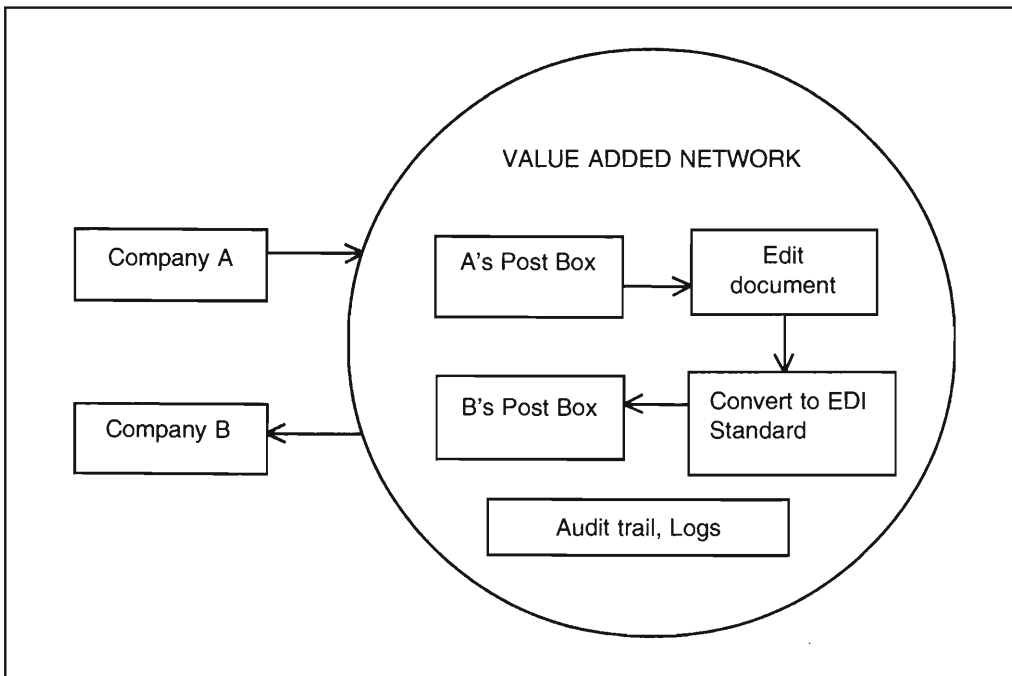 VALUE ADDED NETWORK
Company A
A's Post Box
Edit
document
Company B
B's Post Box
Convert to EDI
Standard
Audit trail, Logs